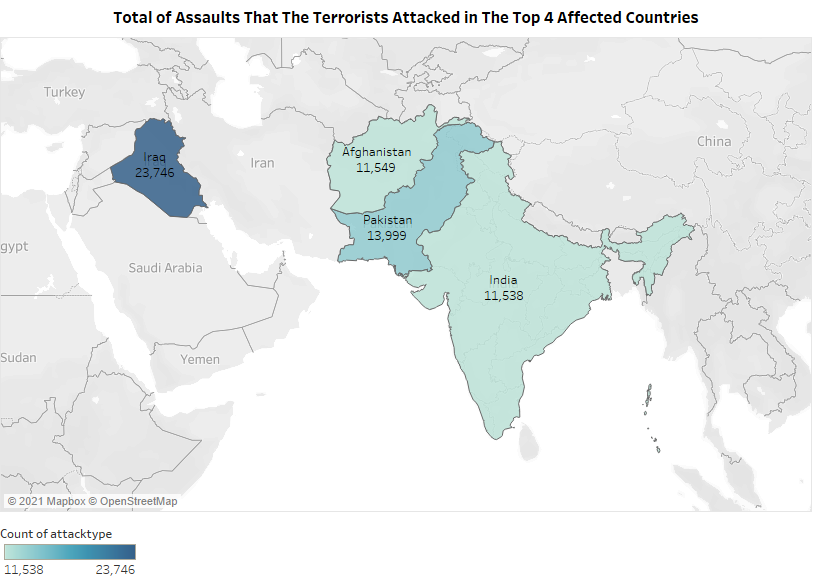 Total of Assaults That The Terrorists Attacked in The Top 4 Affected Countries
Turkey
China
Iraq
23,746
Iran
Afghanistan
11,549
Pakistan
13,999
gypt
Saudi Arabia
India
11,538
Sudan
Yemen
© 2021 Mapbox © OpenStreetMap
Count of attacktype
11,538
23,746